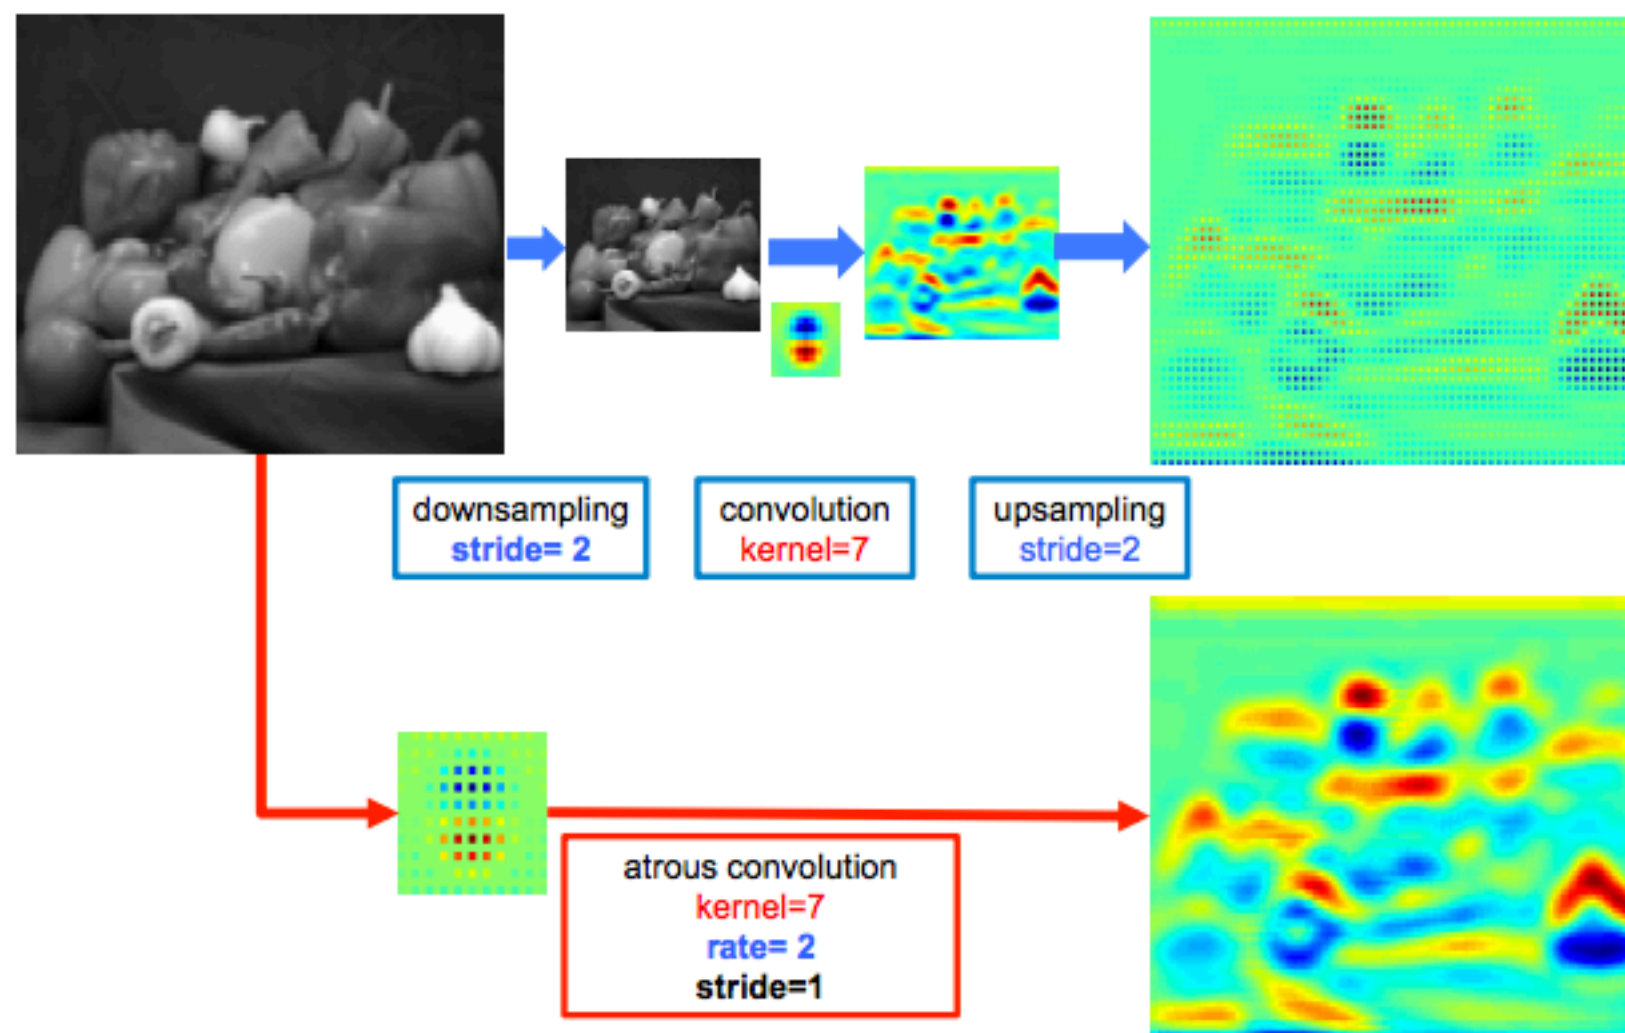 downsampling
stride= 2
convolution
kernel=7
upsampling
stride=2
atrous convolution
kernel=7
rate= 2
stride=1